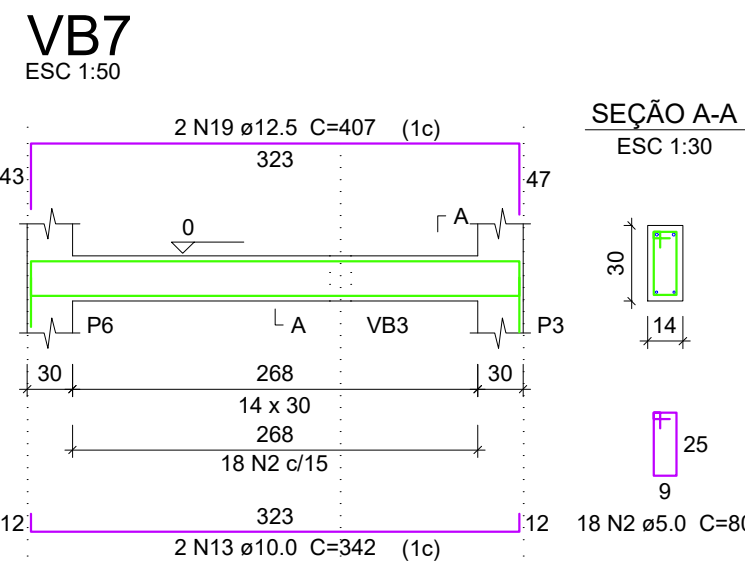 VB7
ESC 1:50
SEÇÃO A-A
ESC 1:30
2 N19 ø12.5 C=407 (1c)
323
43
47
0
A
30
P6
A
VB3
P3
14
30
268
30
14 x 30
268
18 N2 c/15
25
9
12
323
12
18 N2 ø5.0
2 N13 ø10.0 C=342 (1c)